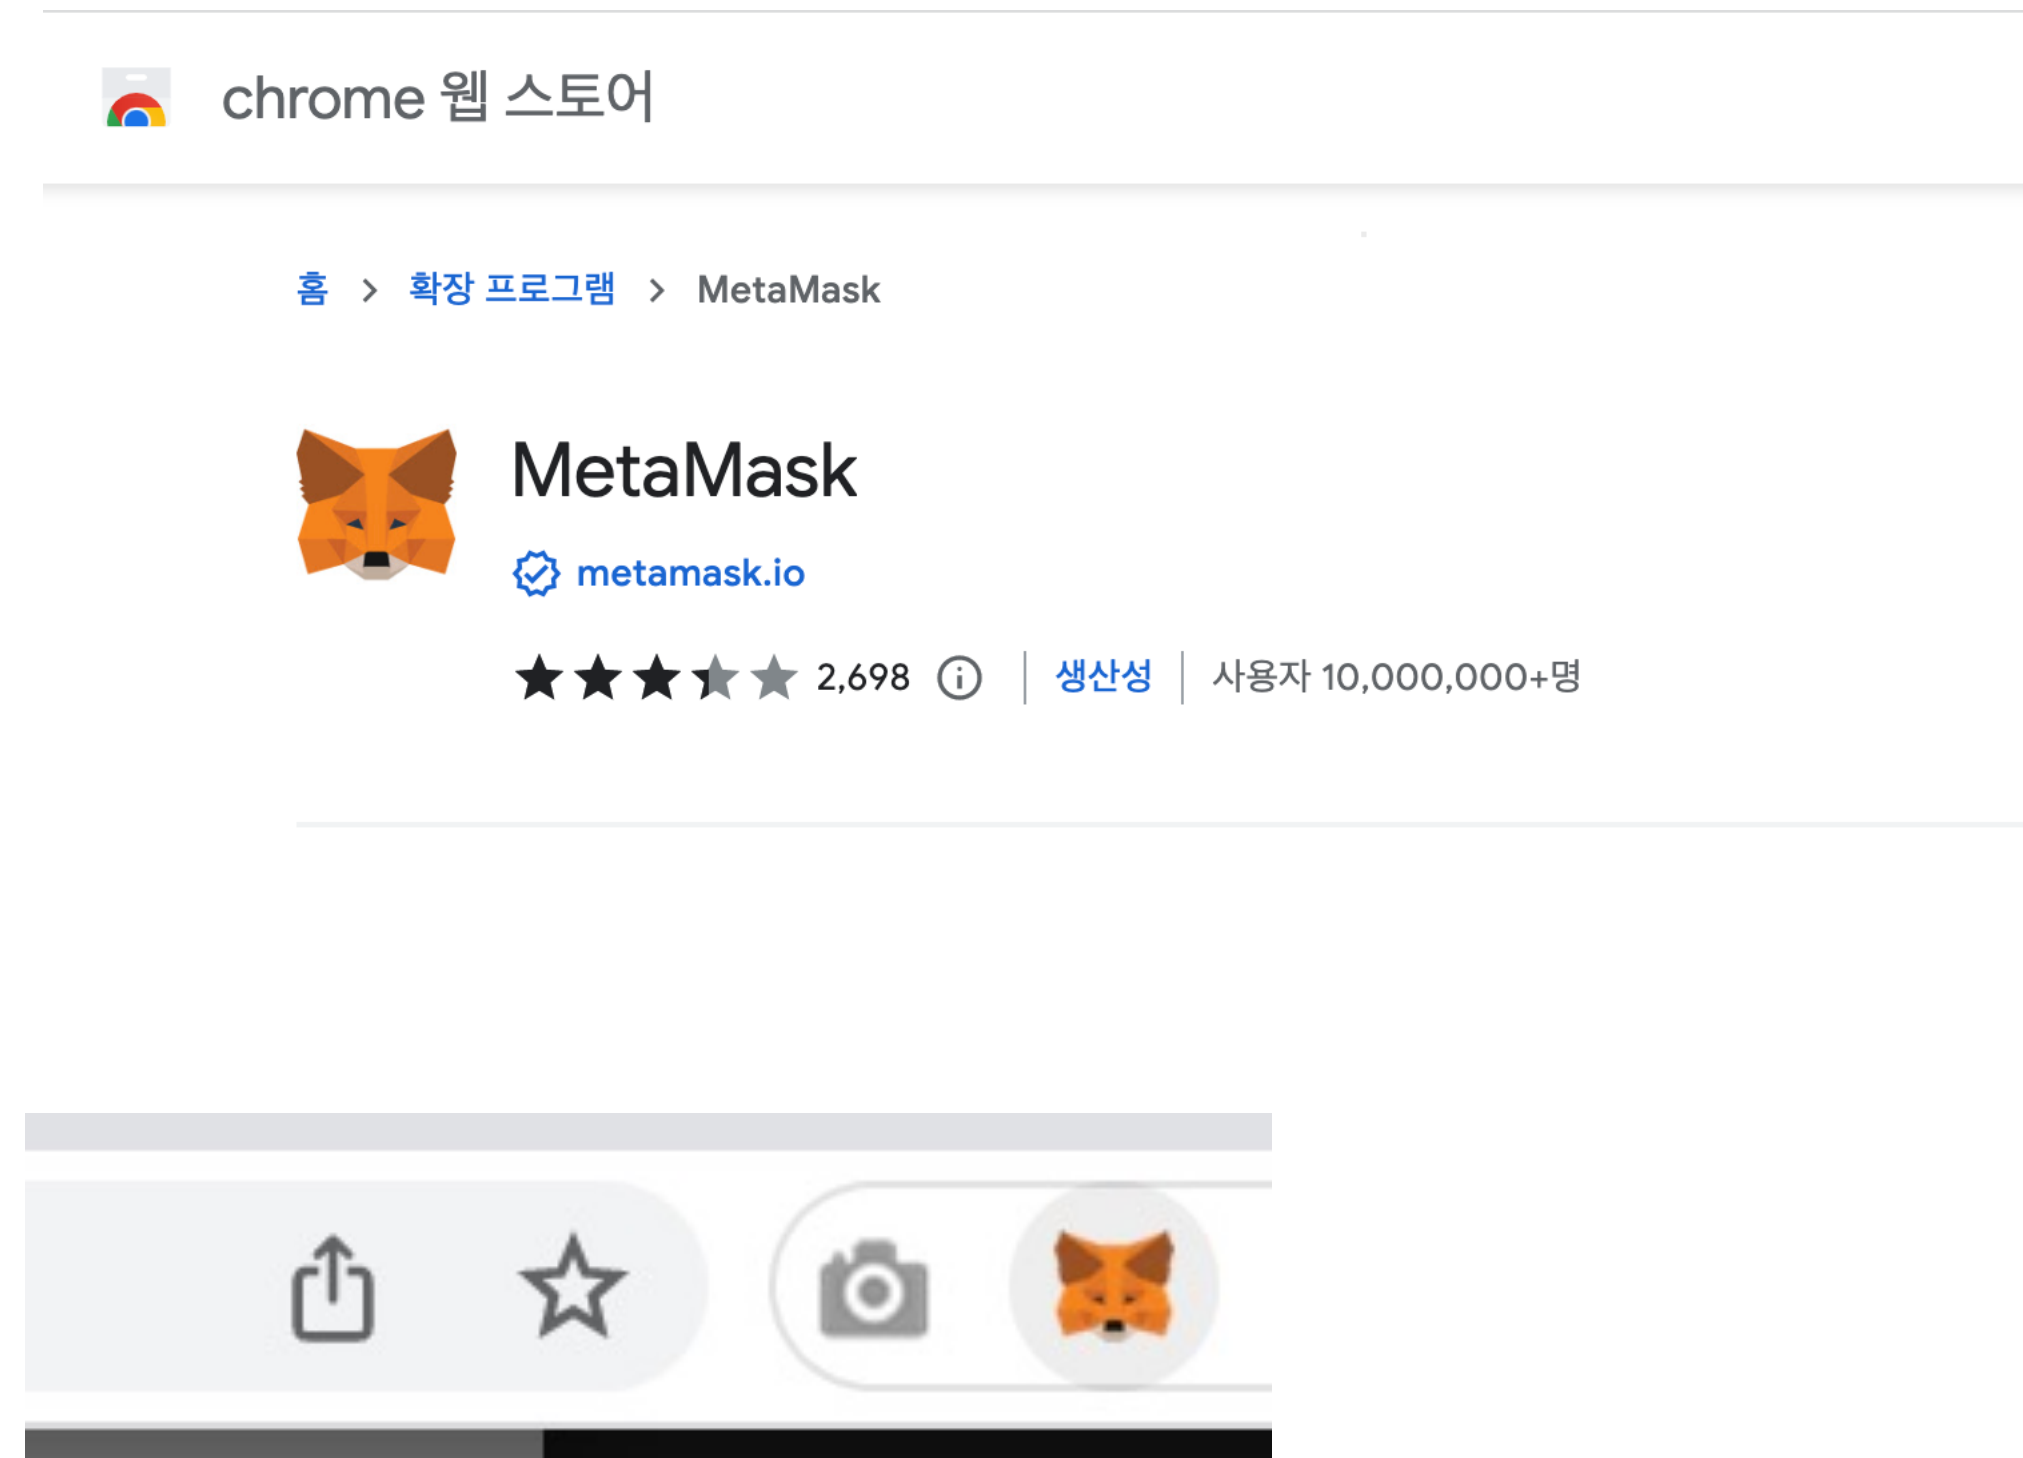 chrome 웹 스토어
홈 > 확장 프로그램 > MetaMask
MetaMask
metamask.io
2,698 생산성 사용자 10,000,000+명